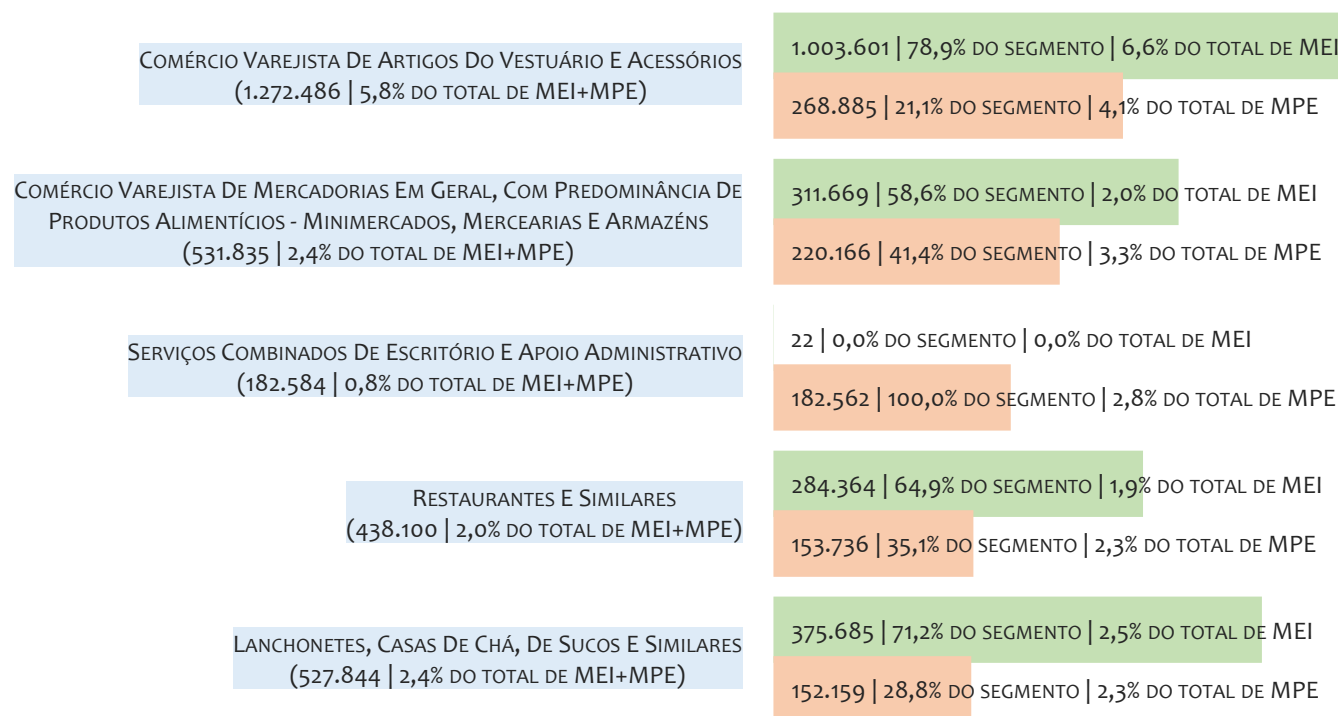 Comércio Varejista De Artigos Do Vestuário E Acessórios
(1.272.486 | 5,8% do total de MEI+MPE)
1.003.601 | 78,9% do segmento | 6,6% do total de MEI
268.885 | 21,1% do segmento | 4,1% do total de MPE
Comércio Varejista De Mercadorias Em Geral, Com Predominância De
Produtos Alimentícios - Minimercados, Mercearias E Armazéns
(531.835 | 2,4% do total de MEI+MPE)
311.669 | 58,6% do segmento | 2,0% do total de MEI
220.166 | 41,4% do segmento | 3,3% do total de MPE
Serviços Combinados De Escritório E Apoio Administrativo
(182.584 | 0,8% do total de MEI+MPE)
22 | 0,0% do segmento | 0,0% do total de MEI
182.562 | 100,0% do segmento | 2,8% do total de MPE
Restaurantes E Similares
(438.100 | 2,0% do total de MEI+MPE)
284.364 | 64,9% do segmento | 1,9% do total de MEI
153.736 | 35,1% do segmento | 2,3% do total de MPE
Lanchonetes, Casas De Chá, De Sucos E Similares
(527.844 | 2,4% do total de MEI+MPE)
375.685 | 71,2% do segmento | 2,5% do total de MEI
152.159 | 28,8% do segmento | 2,3% do total de MPE